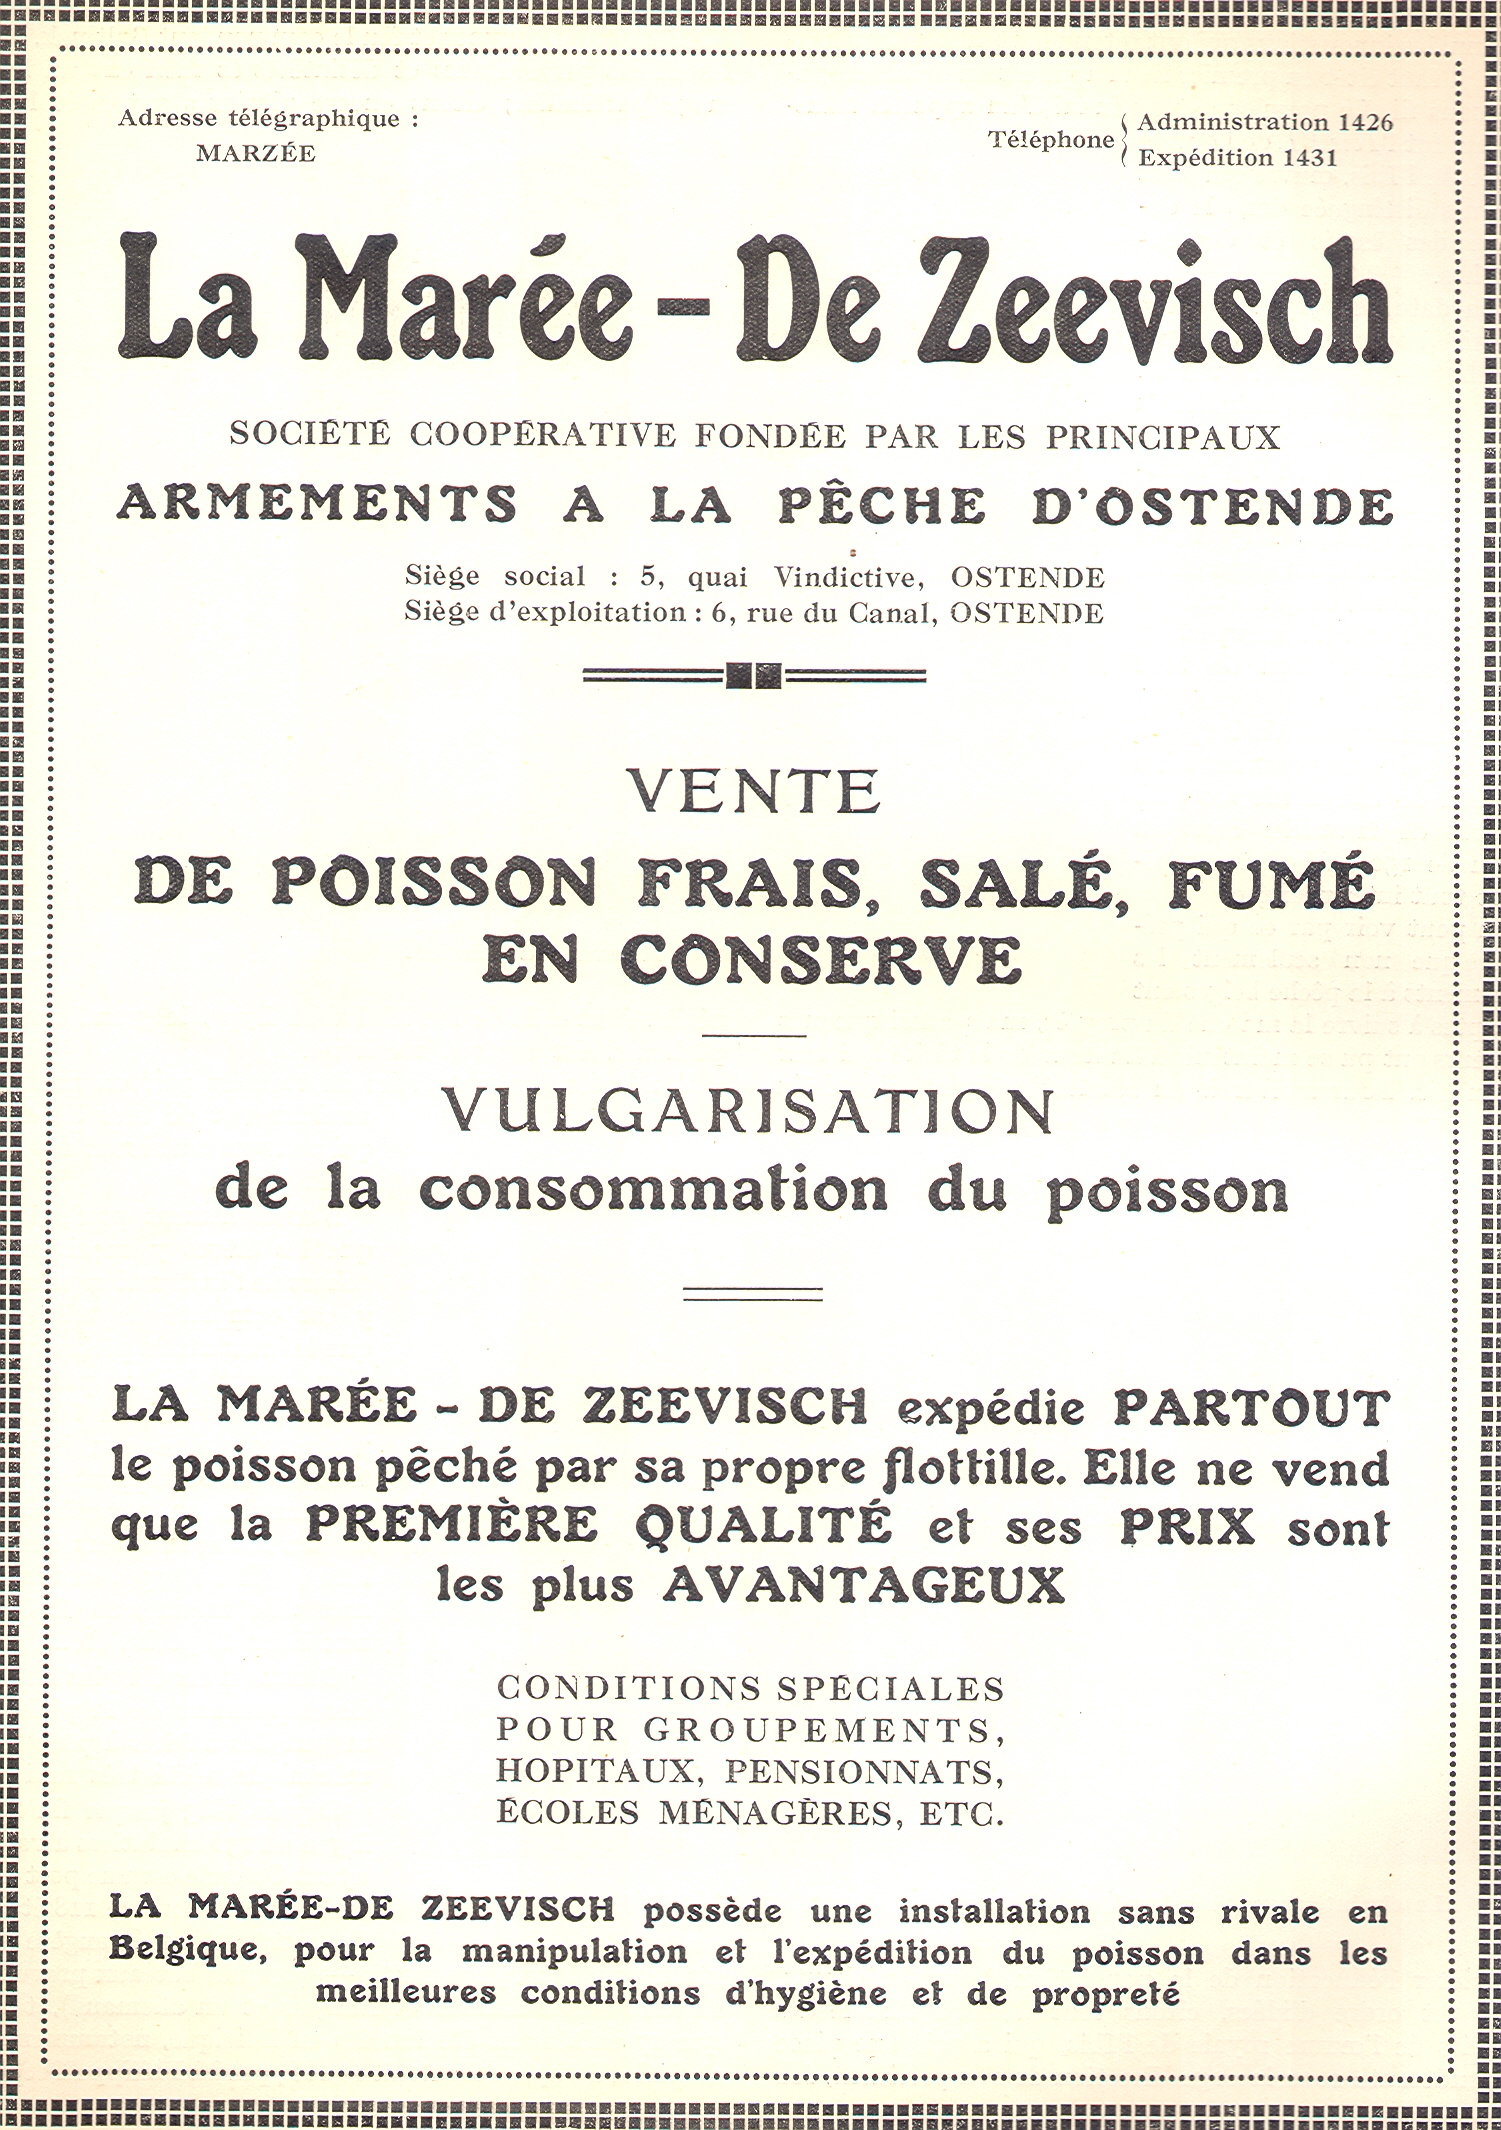 Adresse télégraphique :
MARZÉE
Téléphone { Administration 1426
Expédition 1431
La Marée - De Zeevisch
SOCIÉTÉ COOPÉRATIVE FONDÉE PAR LES PRINCIPAUX
ARMEMENTS A LA PÊCHE D'OSTENDE
Siège social : 5, quai Vindictive, OSTENDE
Siège d'exploitation : 6, rue du Canal, OSTENDE
VENTE
DE POISSON FRAIS, SALÉ, FUMÉ
EN CONSERVE
VULGARISATION
de la consommation du poisson
LA MARÉE - DE ZEEVISCH expédie PARTOUT
le poisson pêché par sa propre flottille. Elle ne vend
que la PREMIÈRE QUALITÉ et ses PRIX sont
les plus AVANTAGEUX
CONDITIONS SPÉCIALES
POUR GROUPEMENTS,
HOPITAUX, PENSIONNATS,
ÉCOLES MÉNAGÈRES, ETC.
LA MARÉE-DE ZEEVISCH possède une installation sans rivale en
Belgique, pour la manipulation et l'expédition du poisson dans les
meilleures conditions d'hygiène et de propreté